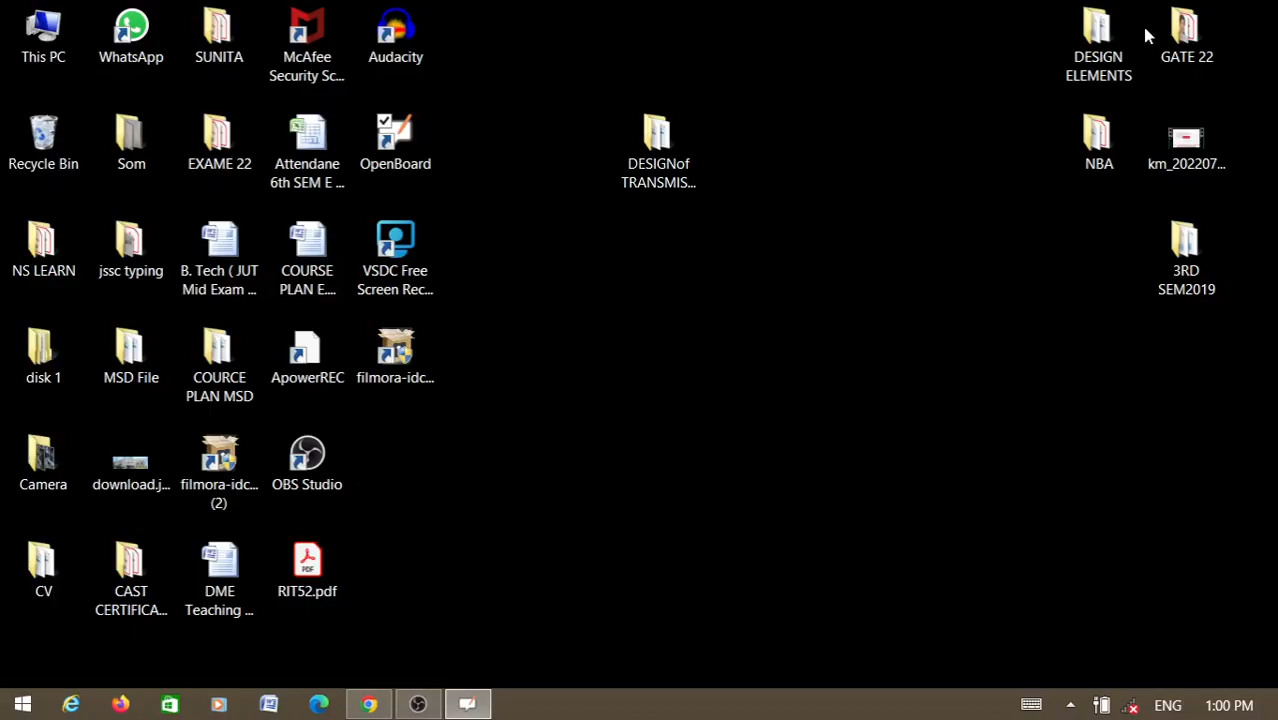 This PC
WhatsApp
SUNITA
McAfee
Security Sc...
Audacity
DESIGN
ELEMENTS
GATE 22
Recycle Bin
Som
EXAME 22
Attendane
6th SEM E ...
OpenBoard
DESIGNof
TRANSMIS...
NBA
km_202207...
NS LEARN
jssc typing
B. Tech ( JUT
Mid Exam ...
COURSE
PLAN E....
VSDC Free
Screen Rec...
3RD
SEM2019
disk 1
MSD File
COURCE
PLAN MSD
ApowerREC
filmora-idc...
Camera
download.j...
filmora-idc...
(2)
OBS Studio
CV
CAST
CERTIFICA...
DME
Teaching ...
PDF
RIT52.pdf
ENG
1:00 PM